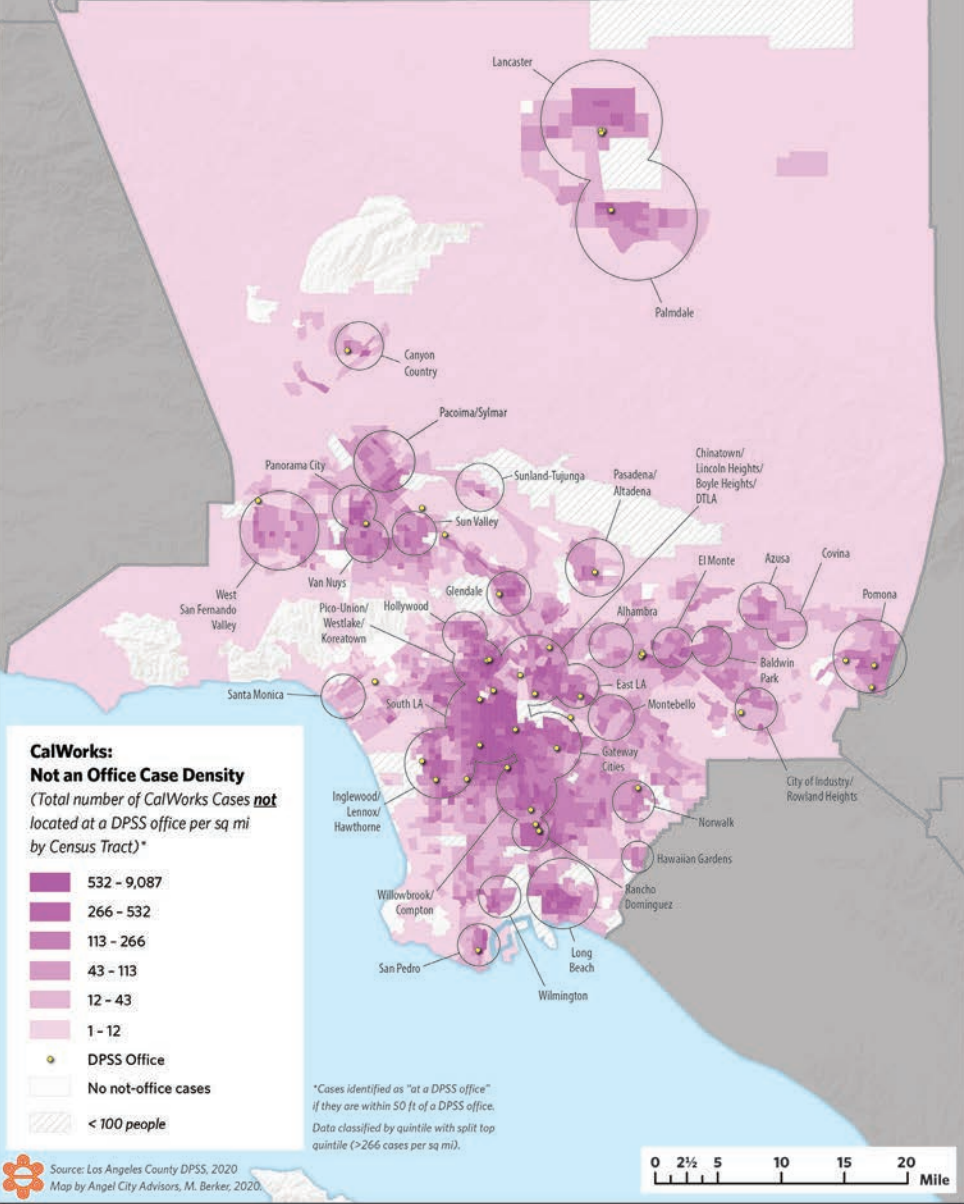 Lancaster
Palmdale
Canyon
Country
Pacoima/Sylmar
Chinatown/
Lincoln Heights/
Boyle Heights/
DTLA
Panorama City
Sunland-Tujunga
Pasadena/
Altadena
Sun Valley
El Monte
Azusa
Covina
Van Nuys
West
San Fernando
Valley
Glendale
Pomona
Pico-Union/
Westlake/
Koreatown
Hollywood
Alhambra
Baldwin
Park
East LA
Santa Monica
South LA
Montebello
Gateway
Cities
City of Industry/
Rowland Heights
Inglewood/
Lennox/
Hawthorne
Norwalk
Hawaiian Gardens
Willowbrook/
Compton
Rancho
Dominguez
San Pedro
Long
Beach
Wilmington
CalWorks:
Not an Office Case Density
(Total number of CalWorks Cases not
located at a DPSS office per sq mi
by Census Tract)*
532 – 9,087
266 – 532
113 – 266
43 – 113
12 – 43
1 – 12
DPSS Office
No not-office cases
< 100 people
*Cases identified as "at a DPSS office"
if they are within 50 ft of a DPSS office.
Data classified by quintile with split top
quintile (>266 cases per sq mi).
Source: Los Angeles County DPSS, 2020
Map by Angel City Advisors, M. Berker, 2020.
0 2½ 5 10 15 20
Mile